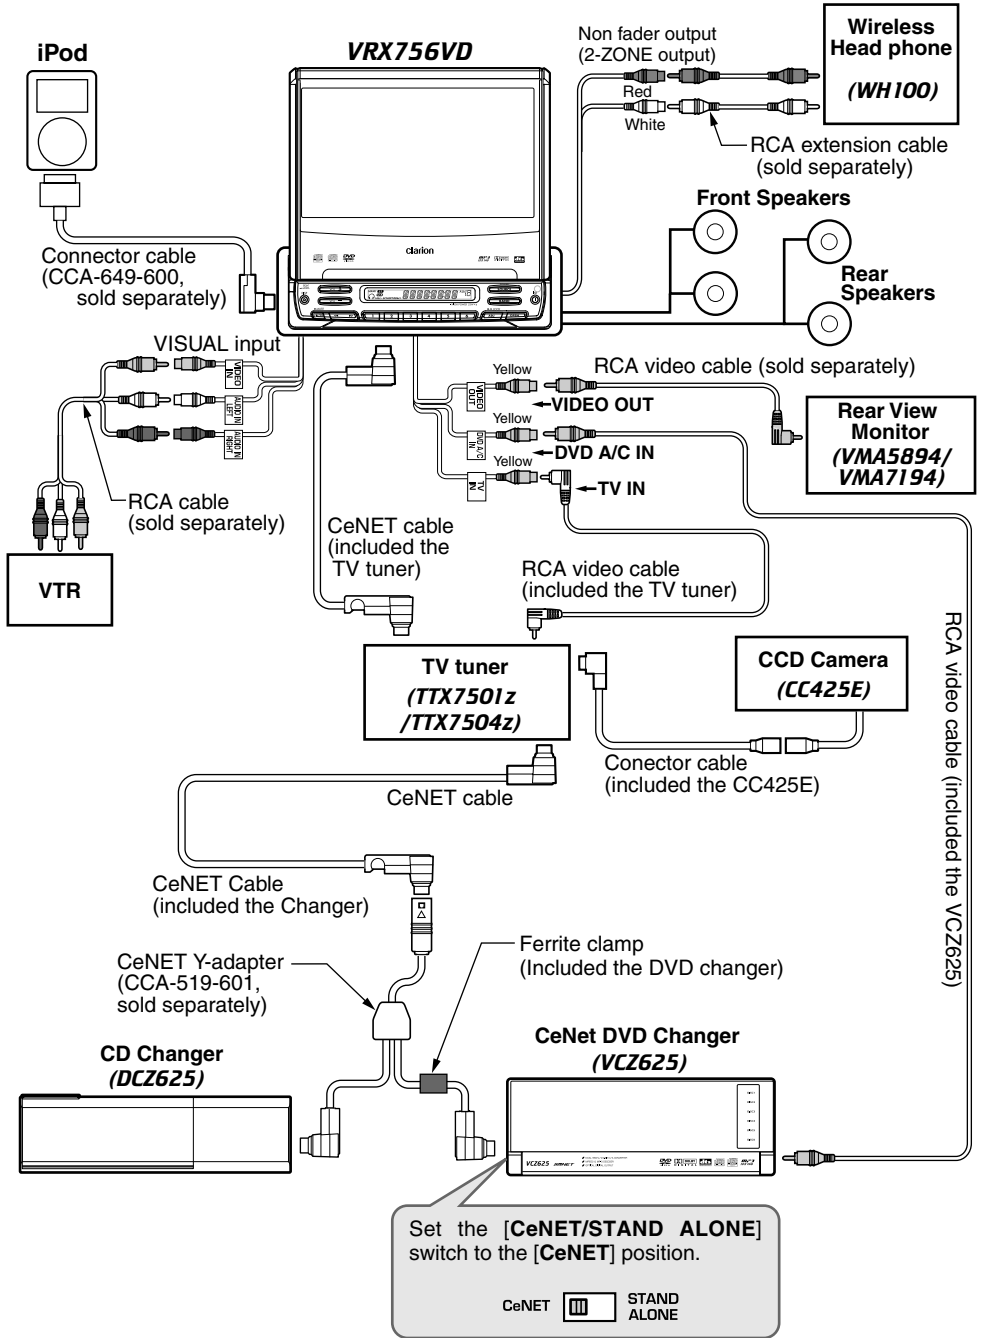 iPod
VRX756VD
Non fader output
(2-ZONE output)
Red
White
Wireless
Head phone
(WH100)
RCA extension cable
(sold separately)
Front Speakers
Rear
Speakers
clarion
Connector cable
(CCA-649-600,
sold separately)
VISUAL input
VIDEO
IN
AUDIO IN
LEFT
AUDIO IN
RIGHT
RCA cable
(sold separately)
VTR
Yellow
RCA video cable (sold separately)
VIDEO
OUT
VIDEO OUT
Yellow
DVD A/C
IN
DVD A/C IN
Yellow
TV
IN
TV IN
Rear View
Monitor
(VMA5894/
VMA7194)
CeNET cable
(included the
TV tuner)
RCA video cable
(included the TV tuner)
TV tuner
(TTX7501z
/TTX7504z)
CCD Camera
(CC425E)
Conector cable
(included the CC425E)
RCA video cable (included the VCZ625)
CeNET cable
CeNET Cable
(included the Changer)
CeNET Y-adapter
(CCA-519-601,
sold separately)
Ferrite clamp
(Included the DVD changer)
CD Changer
(DCZ625)
CeNet DVD Changer
(VCZ625)
VCZ625
Set the [CeNET/STAND ALONE]
switch to the [CeNET] position.
CeNET
STAND
ALONE